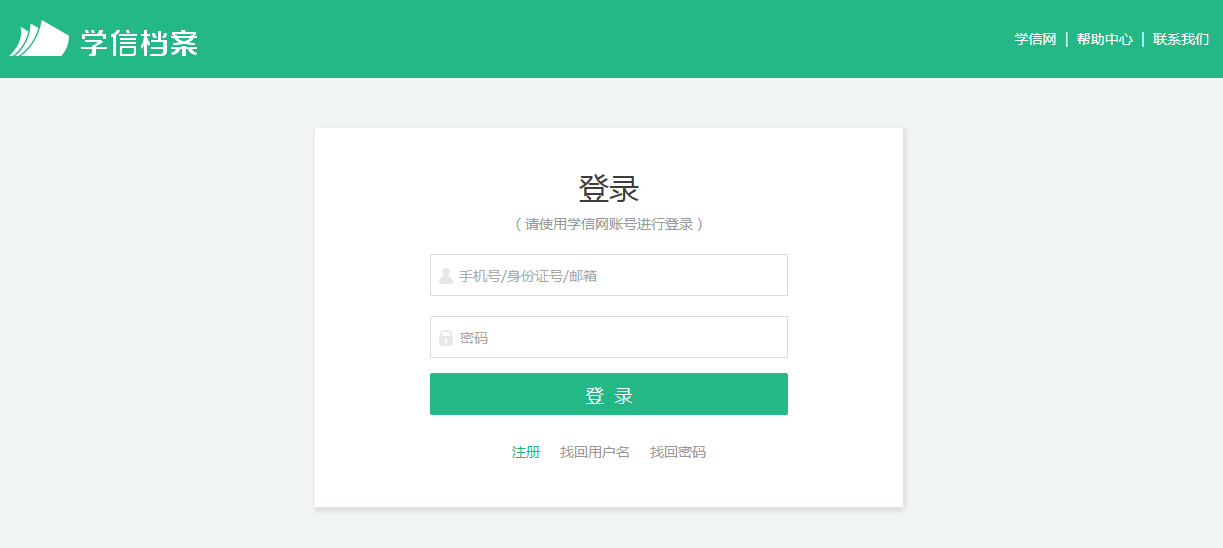 学信档案
学信网 | 帮助中心 | 联系我们
登录
（请使用学信网账号进行登录）
手机号/身份证号/邮箱
密码
登 录
注册 找回用户名 找回密码